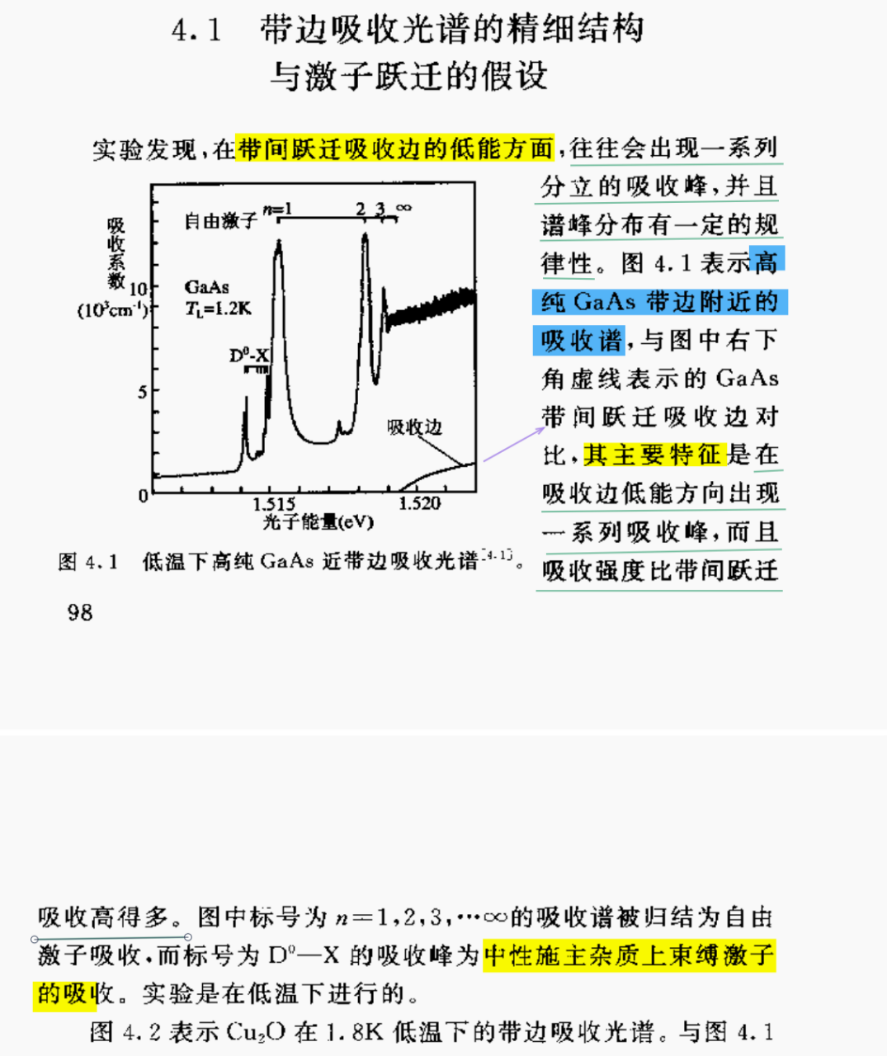 4.1 带边吸收光谱的精细结构
与激子跃迁的假设
实验发现,在带间跃迁吸收边的低能方面,往往会出现一系列
分立的吸收峰,并且
谱峰分布有一定的规
律性。图 4.1 表示高
纯 GaAs 带边附近的
吸收谱,与图中右下
角虚线表示的 GaAs
带间跃迁吸收边对
比,其主要特征是在
吸收边低能方向出现
一系列吸收峰,而且
吸收强度比带间跃迁
吸收系数
(10³cm⁻¹)
10
5
0
自由激子 n=1 2 3 ∞
GaAs
T_L=1.2K
D⁰-X
吸收边
1.515 1.520
光子能量(eV)
图 4.1 低温下高纯 GaAs 近带边吸收光谱[4.1]。
98
吸收高得多。图中标号为 n=1,2,3,…∞的吸收谱被归结为自由
激子吸收,而标号为 D⁰—X 的吸收峰为中性施主杂质上束缚激子
的吸收。实验是在低温下进行的。
图 4.2 表示 Cu₂O 在 1.8K 低温下的带边吸收光谱。与图 4.1